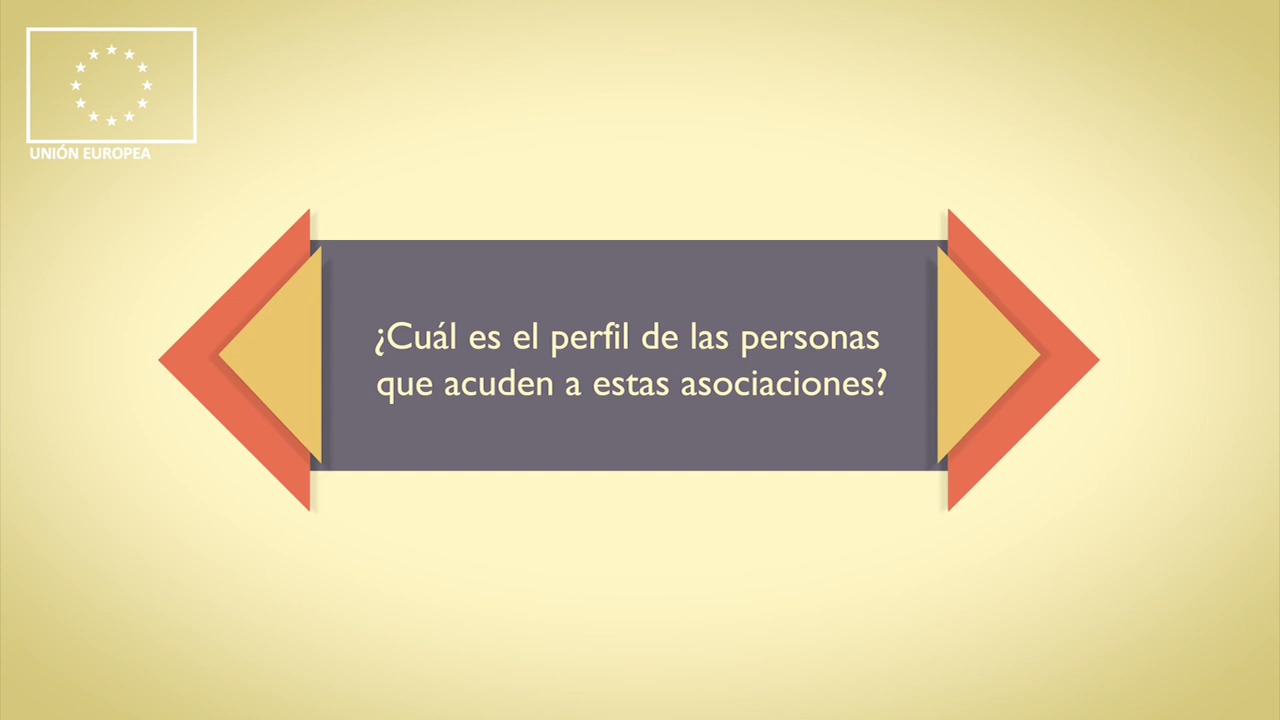 UNIÓN EUROPEA
¿Cuál es el perfil de las personas
que acuden a estas asociaciones?